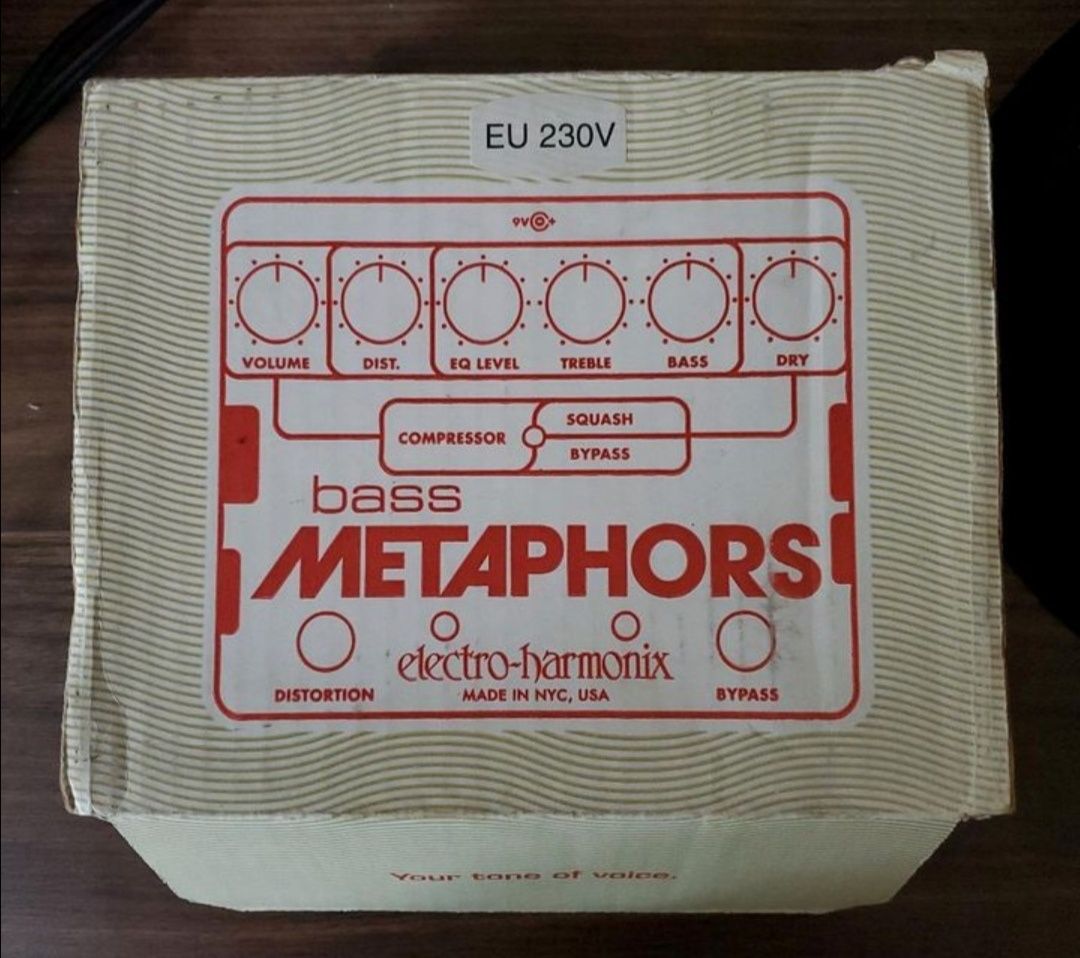 EU 230V
9V +
VOLUME DIST. EQ LEVEL TREBLE BASS DRY
COMPRESSOR SQUASH
BYPASS
bass
METAPHORS
electro-harmonix
DISTORTION MADE IN NYC, USA BYPASS
Your tone of voice.